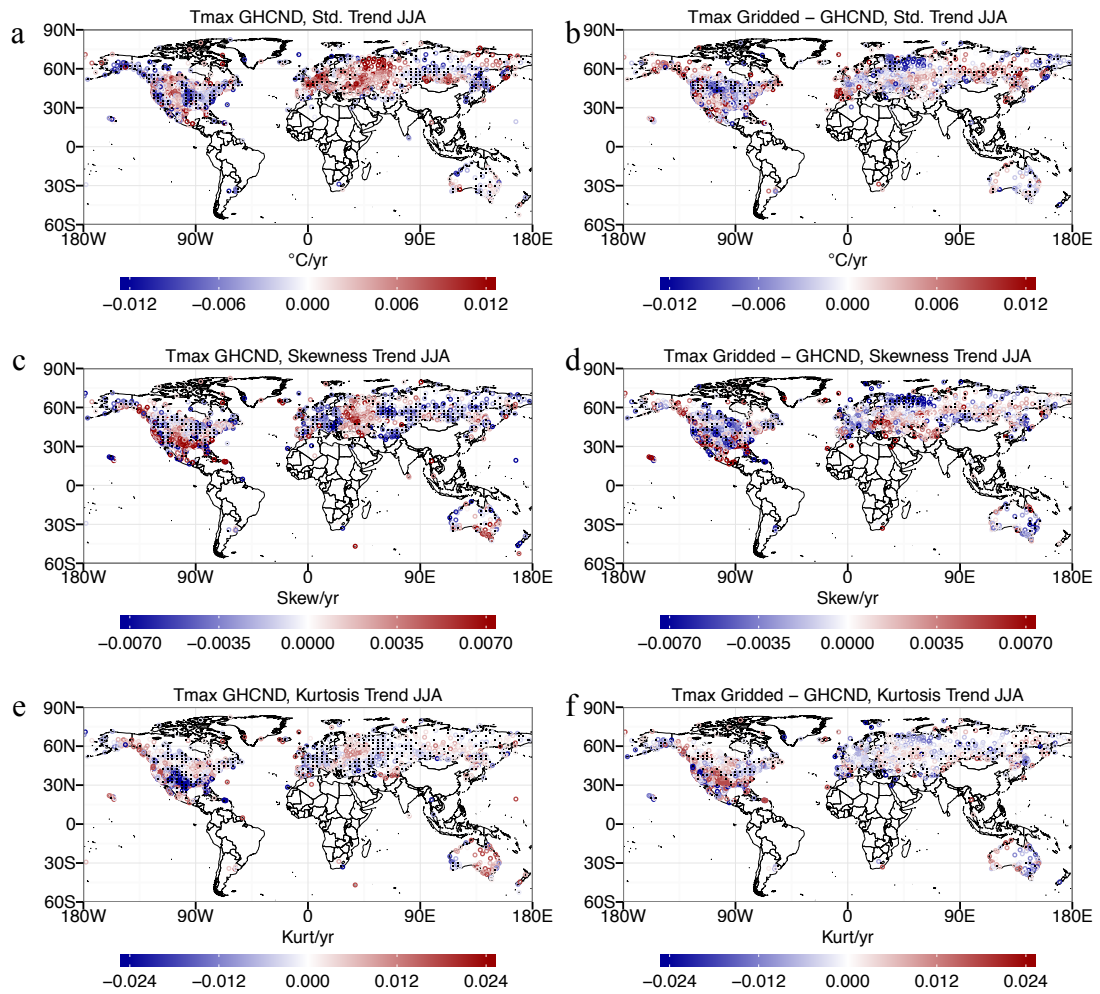 a
Tmax GHCND, Std. Trend JJA
90N
60N
30N
0
30S
60S
180W 90W 0 90E 180E
°C/yr
−0.012 −0.006 0.000 0.006 0.012
b
Tmax Gridded − GHCND, Std. Trend JJA
90N
60N
30N
0
30S
60S
180W 90W 0 90E 180E
°C/yr
−0.012 −0.006 0.000 0.006 0.012
c
Tmax GHCND, Skewness Trend JJA
90N
60N
30N
0
30S
60S
180W 90W 0 90E 180E
Skew/yr
−0.0070 −0.0035 0.0000 0.0035 0.0070
d
Tmax Gridded − GHCND, Skewness Trend JJA
90N
60N
30N
0
30S
60S
180W 90W 0 90E 180E
Skew/yr
−0.0070 −0.0035 0.0000 0.0035 0.0070
e
Tmax GHCND, Kurtosis Trend JJA
90N
60N
30N
0
30S
60S
180W 90W 0 90E 180E
Kurt/yr
−0.024 −0.012 0.000 0.012 0.024
f
Tmax Gridded − GHCND, Kurtosis Trend JJA
90N
60N
30N
0
30S
60S
180W 90W 0 90E 180E
Kurt/yr
−0.024 −0.012 0.000 0.012 0.024